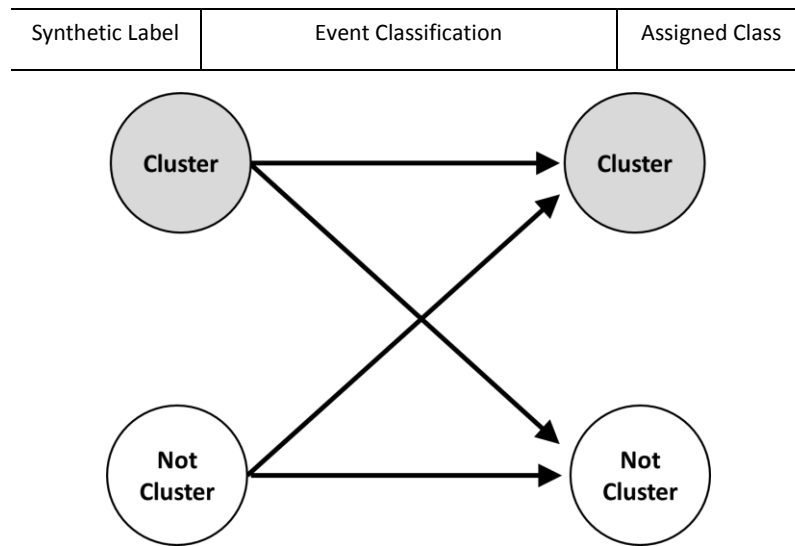 Synthetic Label
Event Classification
Assigned Class
Cluster
Cluster
Not
Cluster
Not
Cluster